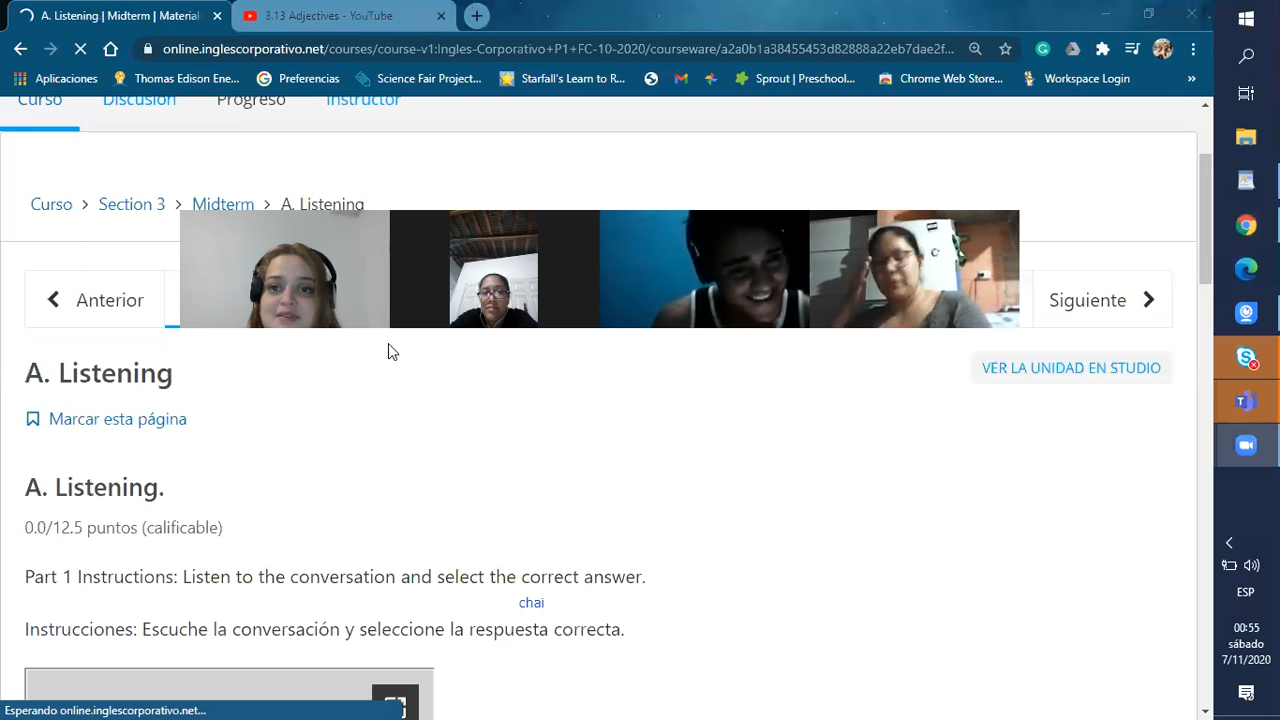 A. Listening | Midterm | Material
3.13 Adjectives - YouTube
online.inglescorporativo.net/courses/course-v1:Ingles-Corporativo+P1+FC-10-2020/courseware/a2a0b1a38455453d82888a22eb7dae2f...
Aplicaciones
Thomas Edison Ene...
Preferencias
Science Fair Project...
Starfall's Learn to R...
Sprout | Preschool...
Chrome Web Store...
Workspace Login
»
Curso
Discusión
Progreso
Instructor
Curso > Section 3 > Midterm > A. Listening
Anterior
Siguiente
A. Listening
VER LA UNIDAD EN STUDIO
Marcar esta página
A. Listening.
0.0/12.5 puntos (calificable)
Part 1 Instructions: Listen to the conversation and select the correct answer.
chai
Instrucciones: Escuche la conversación y seleccione la respuesta correcta.
Esperando online.inglescorporativo.net...
ESP
00:55
sábado
7/11/2020